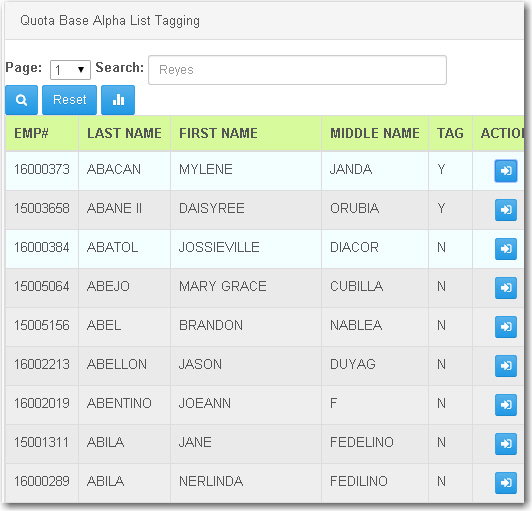 Quota Base Alpha List Tagging
Page: 1 Search: Reyes
Reset
EMP# LAST NAME FIRST NAME MIDDLE NAME TAG ACTION
16000373 ABACAN MYLENE JANDA Y
15003658 ABANE II DAISYREE ORUBIA Y
16000384 ABATOL JOSSIEVILLE DIACOR N
15005064 ABEJO MARY GRACE CUBILLA N
15005156 ABEL BRANDON NABLEA N
16002213 ABELLON JASON DUYAG N
16002019 ABENTINO JOEANN F N
15001311 ABILA JANE FEDELINO N
16000289 ABILA NERLINDA FEDILINO N